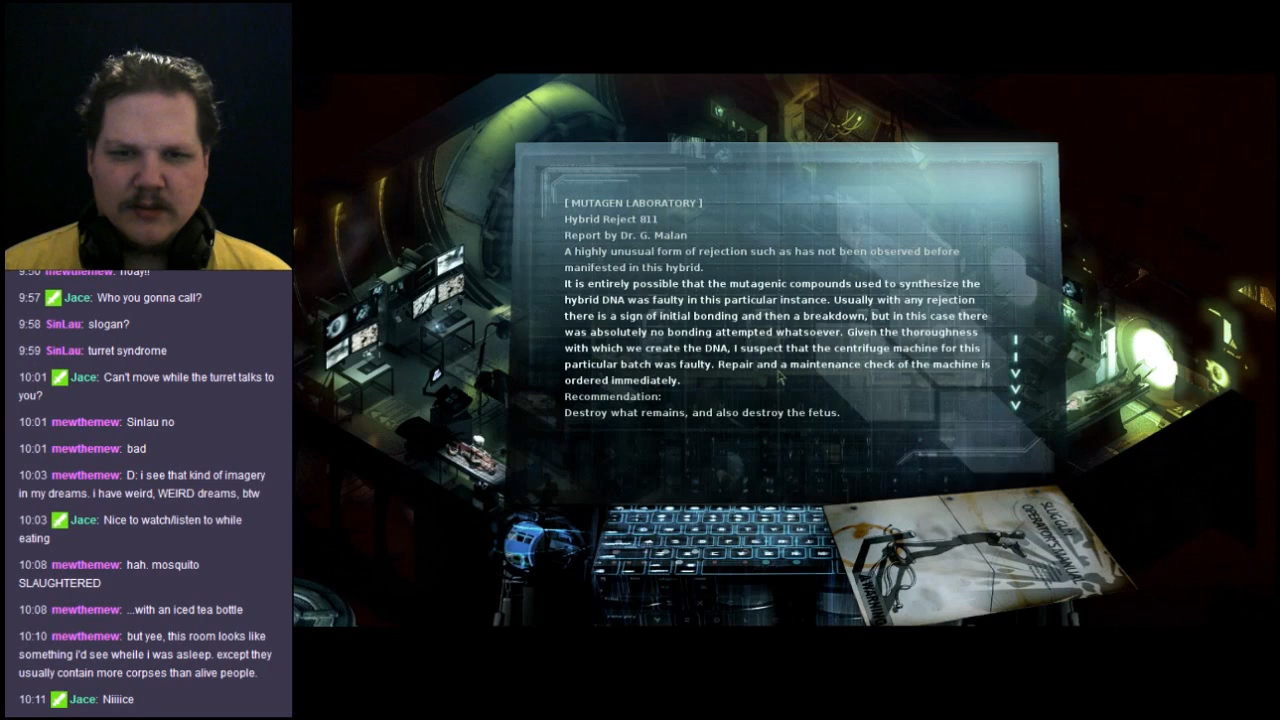 9:50 mewthemew: noay!!
9:57 Jace: Who you gonna call?
9:58 SinLau: slogan?
9:59 SinLau: turret syndrome
10:01 Jace: Can't move while the turret talks to
you?
10:01 mewthemew: Sinlau no
10:01 mewthemew: bad
10:03 mewthemew: D: i see that kind of imagery
in my dreams. i have weird, WEIRD dreams, btw
10:03 Jace: Nice to watch/listen to while
eating
10:08 mewthemew: hah. mosquito
SLAUGHTERED
10:08 mewthemew: ...with an iced tea bottle
10:10 mewthemew: but yee, this room looks like
something i'd see wheile i was asleep. except they
usually contain more corpses than alive people.
10:11 Jace: Niiiice
[ MUTAGEN LABORATORY ]
Hybrid Reject 811
Report by Dr. G. Malan
A highly unusual form of rejection such as has not been observed before
manifested in this hybrid.
It is entirely possible that the mutagenic compounds used to synthesize the
hybrid DNA was faulty in this particular instance. Usually with any rejection
there is a sign of initial bonding and then a breakdown, but in this case there
was absolutely no bonding attempted whatsoever. Given the thoroughness
with which we create the DNA, I suspect that the centrifuge machine for this
particular batch was faulty. Repair and a maintenance check of the machine is
ordered immediately.
Recommendation:
Destroy what remains, and also destroy the fetus.
OPERATOR'S MANUAL
WARNING